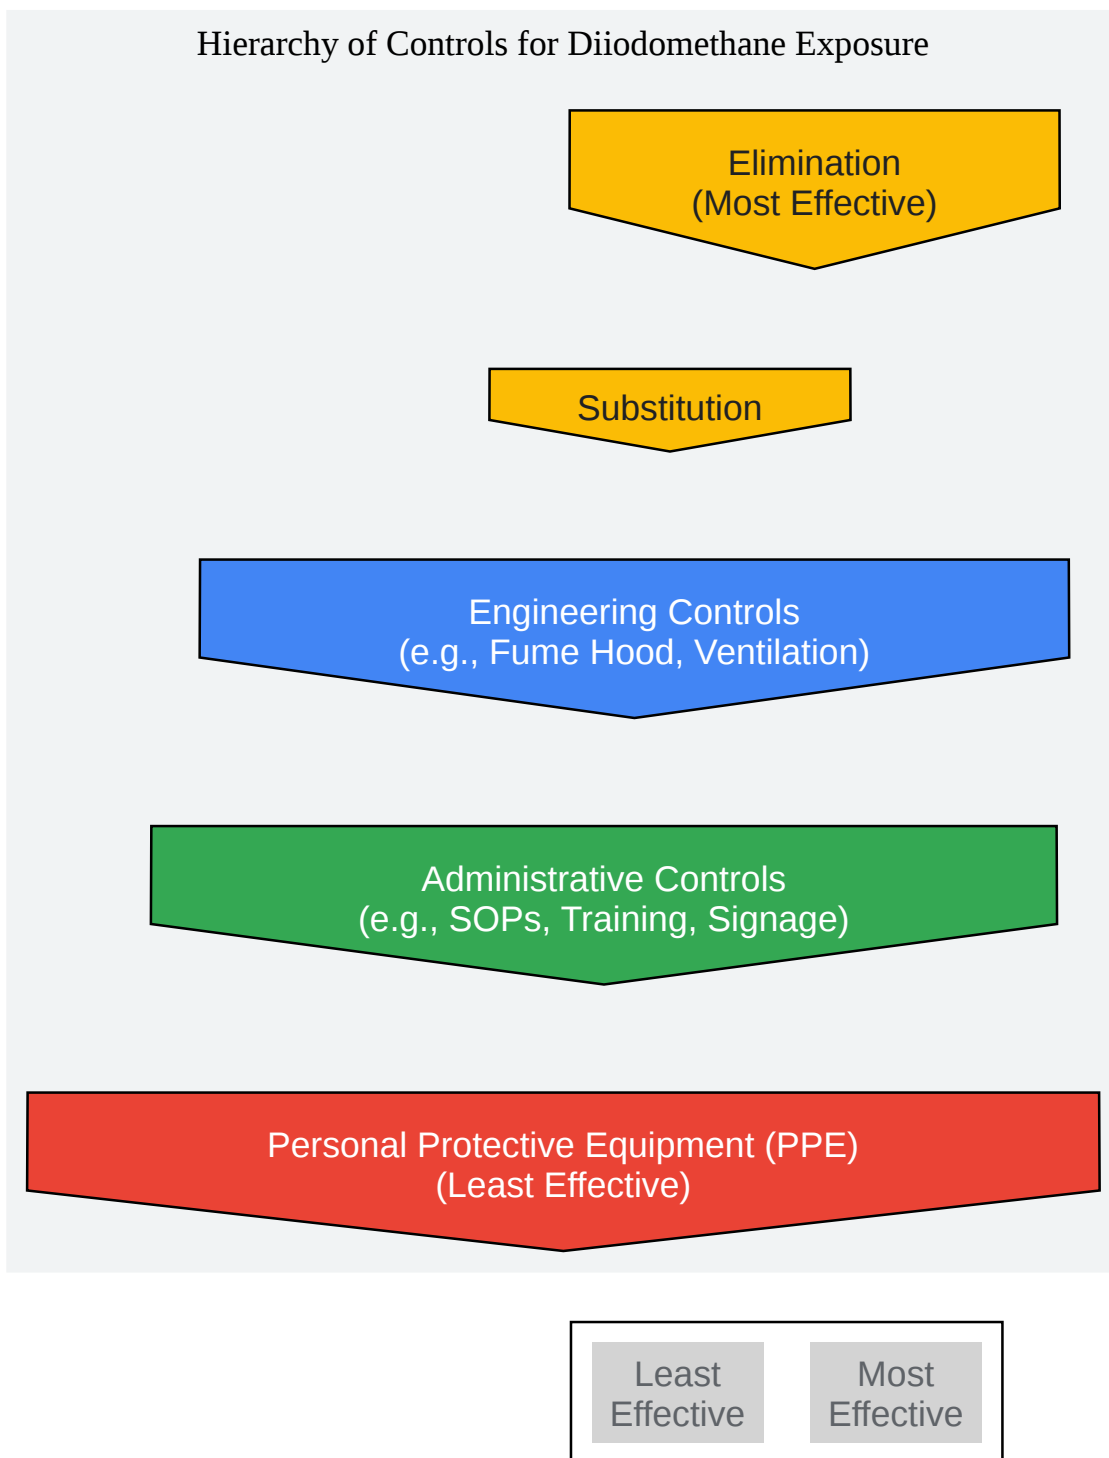 Hierarchy of Controls for Diiodomethane Exposure
Elimination
(Most Effective)
Substitution
Engineering Controls
(e.g., Fume Hood, Ventilation)
Administrative Controls
(e.g., SOPs, Training, Signage)
Personal Protective Equipment (PPE)
(Least Effective)
Least
Effective
Most
Effective